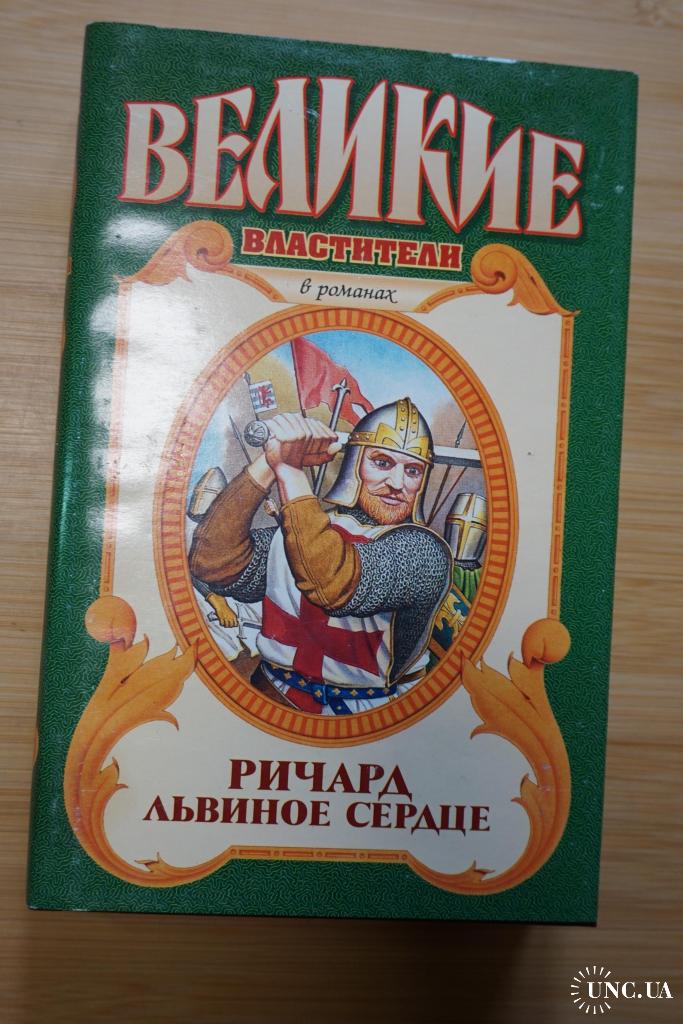 ВЕЛИКИЕ
ВЛАСТИТЕЛИ
в романах
РИЧАРД
ЛЬВИНОЕ СЕРДЦЕ
UNC.UA